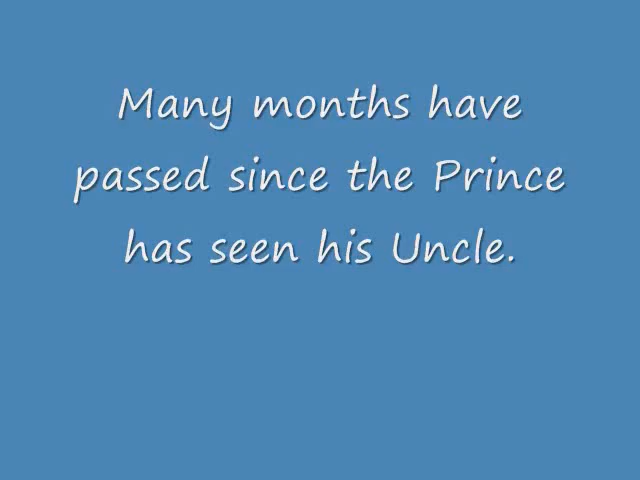 Many months have
passed since the Prince
has seen his Uncle.